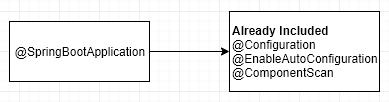 @SpringBootApplication
Already Included
@Configuration
@EnableAutoConfiguration
@ComponentScan